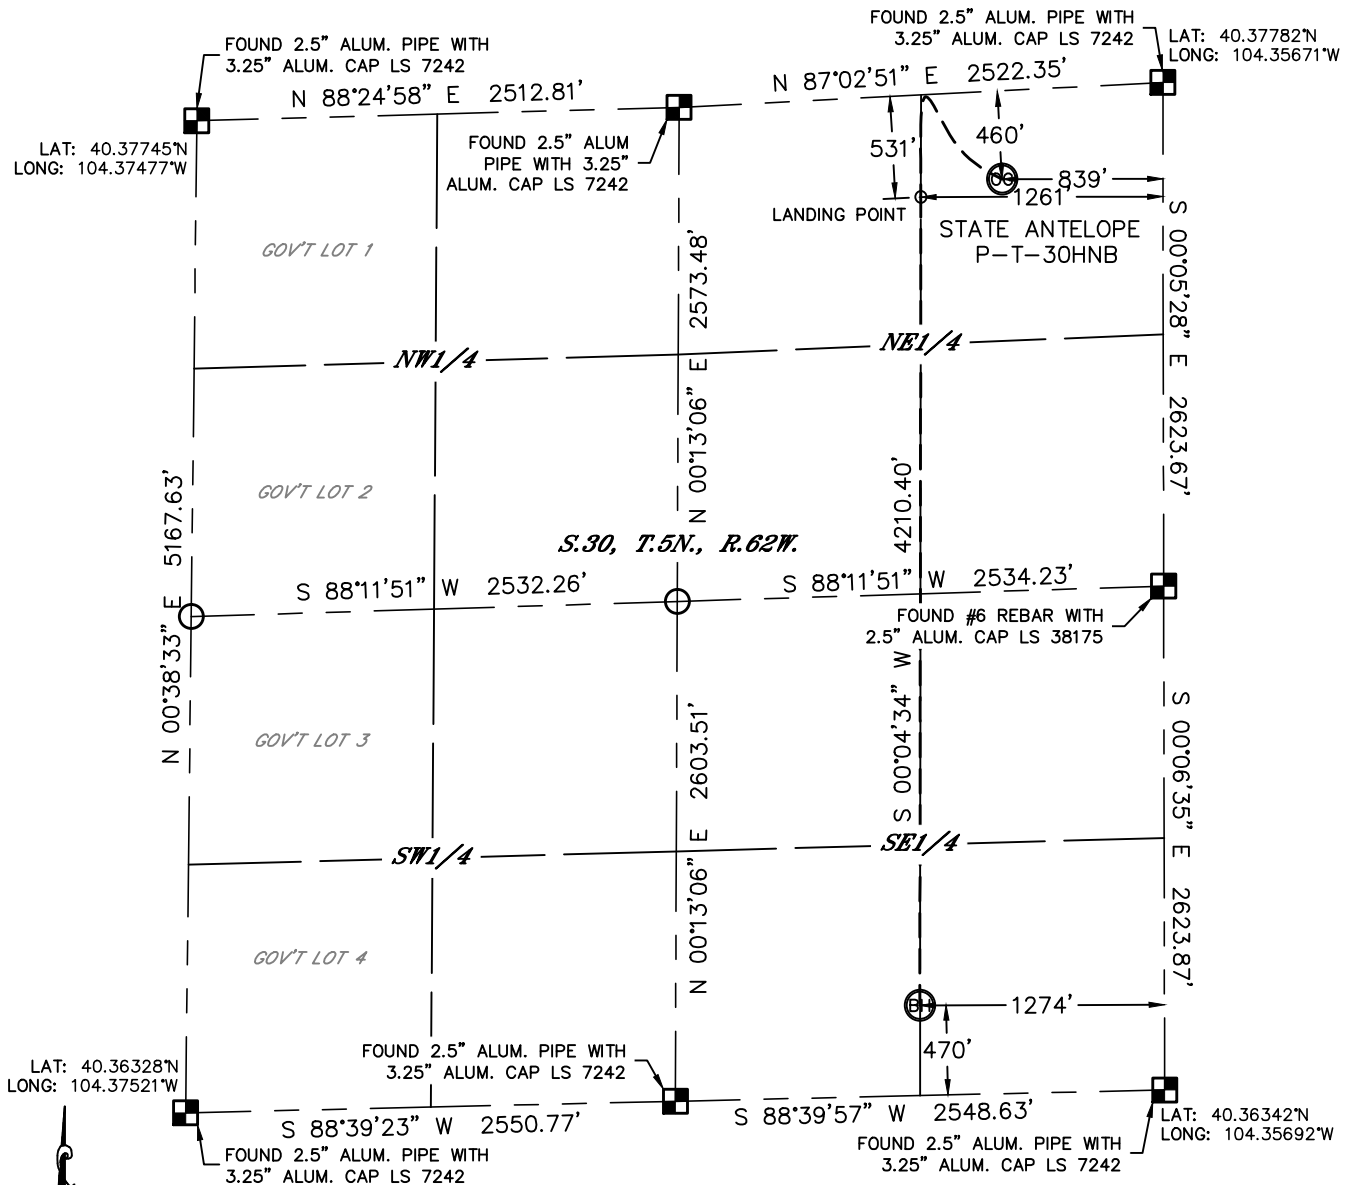 FOUND 2.5" ALUM. PIPE WITH
3.25" ALUM. CAP LS 7242
FOUND 2.5" ALUM. PIPE WITH
3.25" ALUM. CAP LS 7242
LAT: 40.37782°N
LONG: 104.35671°W
N 88°24'58" E 2512.81'
N 87°02'51" E 2522.35'
LAT: 40.37745°N
LONG: 104.37477°W
FOUND 2.5" ALUM
PIPE WITH 3.25"
ALUM. CAP LS 7242
531'
460'
OG
839'
1261'
LANDING POINT
STATE ANTELOPE
P-T-30HNB
GOV'T LOT 1
N 00°13'06" E 2573.48'
S 00°05'28" E 2623.67'
NW1/4
NE1/4
GOV'T LOT 2
N 00°38'33" E 5167.63'
S 00°04'34" W 4210.40'
S.30, T.5N., R.62W.
S 88°11'51" W 2532.26'
S 88°11'51" W 2534.23'
FOUND #6 REBAR WITH
2.5" ALUM. CAP LS 38175
GOV'T LOT 3
N 00°13'06" E 2603.51'
S 00°06'35" E 2623.87'
SW1/4
SE1/4
GOV'T LOT 4
BH
1274'
470'
FOUND 2.5" ALUM. PIPE WITH
3.25" ALUM. CAP LS 7242
LAT: 40.36328°N
LONG: 104.37521°W
S 88°39'23" W 2550.77'
S 88°39'57" W 2548.63'
LAT: 40.36342°N
LONG: 104.35692°W
FOUND 2.5" ALUM. PIPE WITH
3.25" ALUM. CAP LS 7242
FOUND 2.5" ALUM. PIPE WITH
3.25" ALUM. CAP LS 7242